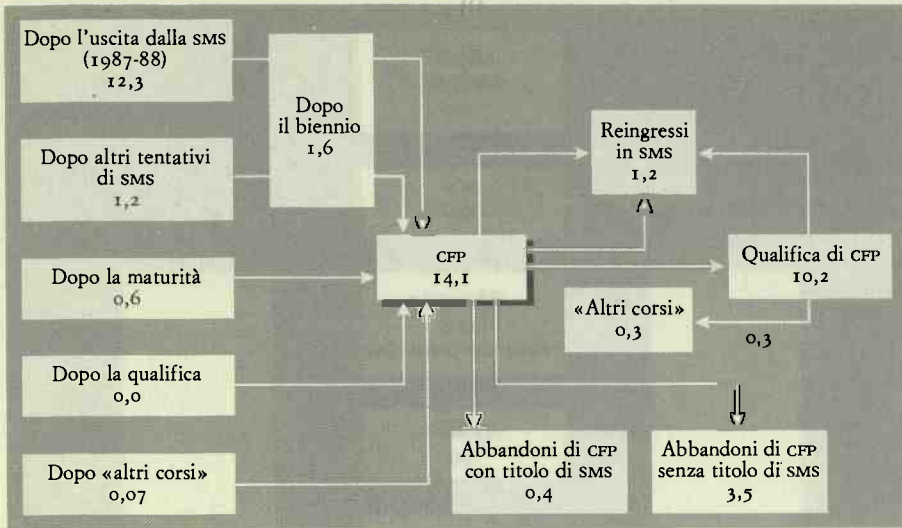 Dopo l'uscita dalla SMS
(1987-88)
12,3
Dopo altri tentativi
di SMS
1,2
Dopo la maturità
0,6
Dopo la qualifica
0,0
Dopo «altri corsi»
0,07
Dopo
il biennio
1,6
CFP
14,1
Reingressi
in SMS
1,2
Qualifica di CFP
10,2
«Altri corsi»
0,3
0,3
Abbandoni di CFP
con titolo di SMS
0,4
Abbandoni di CFP
senza titolo di SMS
3,5